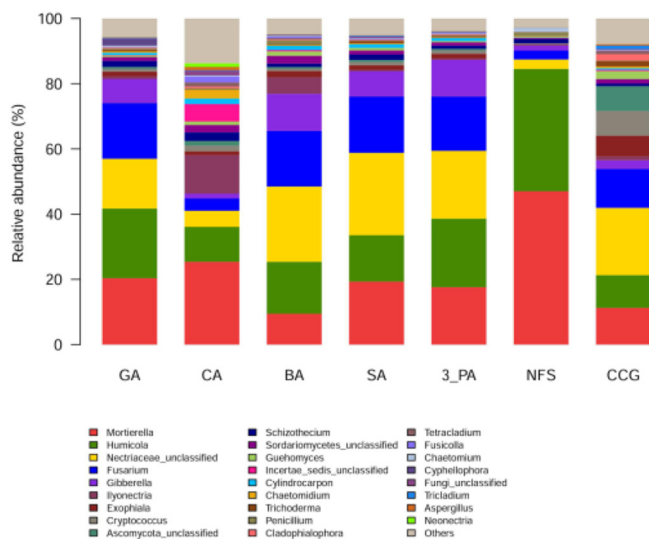 Relative abundance (%)
100
80
60
40
20
0
GA CA BA SA 3_PA NFS CCG
Mortierella
Humicola
Nectriaceae_unclassified
Fusarium
Gibberella
Ilyonectria
Exophiala
Cryptococcus
Ascomycota_unclassified
Schizothecium
Sordariomycetes_unclassified
Guehomyces
Incertae_sedis_unclassified
Cylindrocarpon
Chaetomidium
Trichoderma
Penicillium
Cladophialophora
Tetracladium
Fusicolla
Chaetomium
Cyphellophora
Fungi_unclassified
Tricladium
Aspergillus
Neonectria
Others